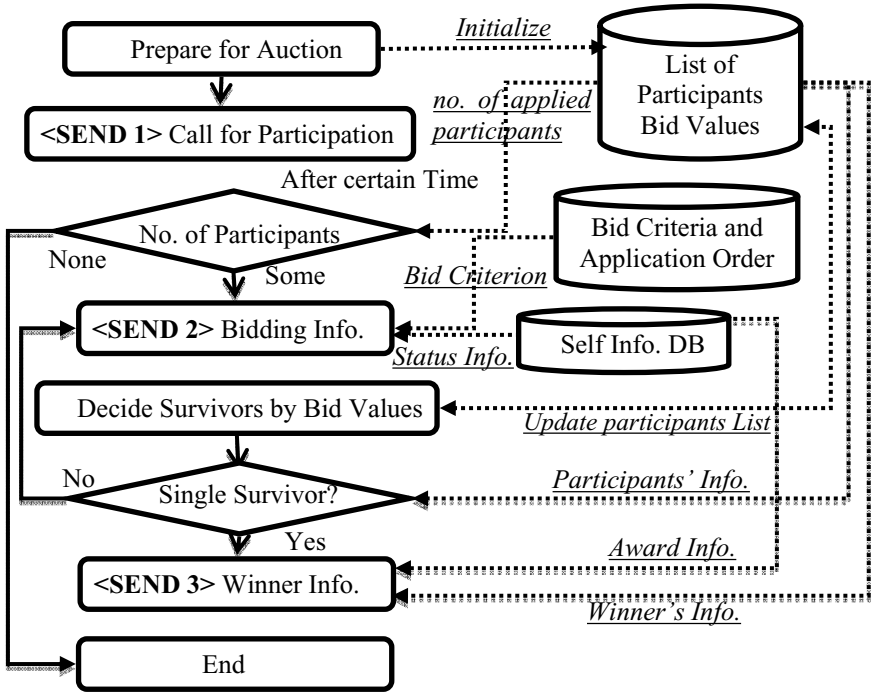 Prepare for Auction
Initialize
List of
Participants
Bid Values
<SEND 1> Call for Participation
no. of applied
participants
After certain Time
No. of Participants
None
Some
Bid Criteria and
Application Order
Bid Criterion
<SEND 2> Bidding Info.
Status Info.
Self Info. DB
Decide Survivors by Bid Values
Update participants List
No
Single Survivor?
Participants’ Info.
Yes
Award Info.
<SEND 3> Winner Info.
Winner’s Info.
End